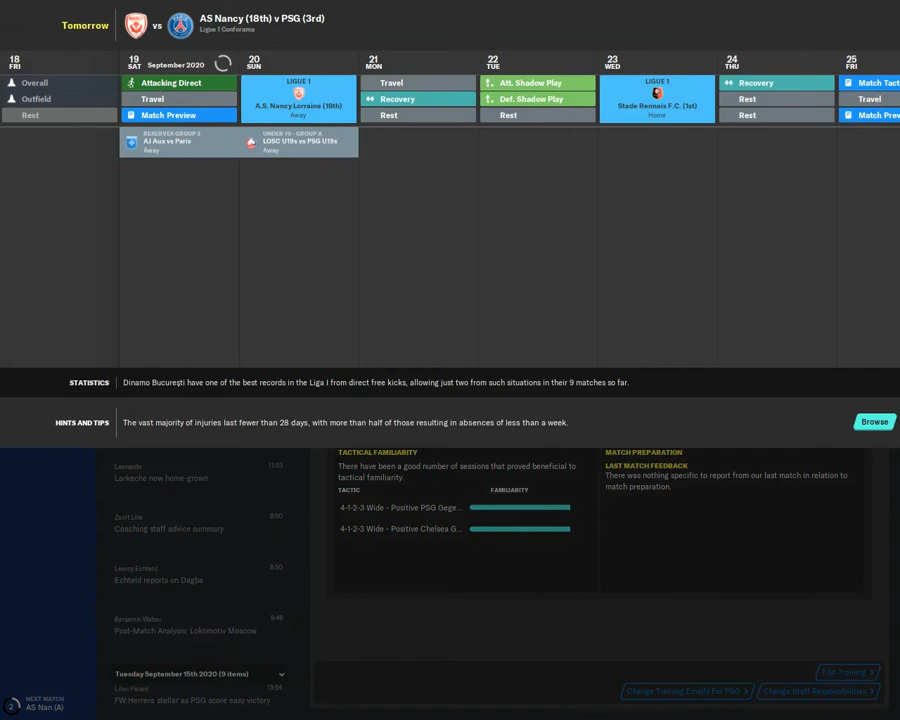 Tomorrow
vs
AS Nancy (18th) v PSG (3rd)
Ligue 1 Conforama
18
FRI
19
SAT
September 2020
20
SUN
21
MON
22
TUE
23
WED
24
THU
25
FRI
Overall
Outfield
Rest
Attacking Direct
Travel
Match Preview
LIGUE 1
A.S. Nancy Lorraine (18th)
Away
Travel
Recovery
Rest
Att. Shadow Play
Def. Shadow Play
Rest
LIGUE 1
Stade Rennais F.C. (1st)
Home
Recovery
Rest
Rest
Match Tact
Travel
Match Prev
RESERVES GROUP 3
AJ Aux vs Paris
Away
UNDER 19 - GROUP A
LOSC U19s vs PSG U19s
Away
STATISTICS
Dinamo București have one of the best records in the Liga I from direct free kicks, allowing just two from such situations in their 9 matches so far.
HINTS AND TIPS
The vast majority of injuries last fewer than 28 days, with more than half of those resulting in absences of less than a week.
Browse
Leonardo
11:53
Larkeche now home-grown
Zsolt Löw
8:50
Coaching staff advice summary
Leeroy Echteld
8:50
Echteld reports on Dagba
Benjamin Weber
8:48
Post-Match Analysis: Lokomotiv Moscow
Tuesday September 15th 2020 (9 items)
Lilou Picard
19:54
FW:Herrera stellar as PSG score easy victory
TACTICAL FAMILIARITY
There have been a good number of sessions that proved beneficial to
tactical familiarity.
TACTIC
FAMILIARITY
4-1-2-3 Wide - Positive PSG Gege...
4-1-2-3 Wide - Positive Chelsea G...
MATCH PREPARATION
LAST MATCH FEEDBACK
There was nothing specific to report from our last match in relation to
match preparation.
Edit Training
Change Training Emails For PSG
Change Staff Responsibilities
2
NEXT MATCH
AS Nan (A)